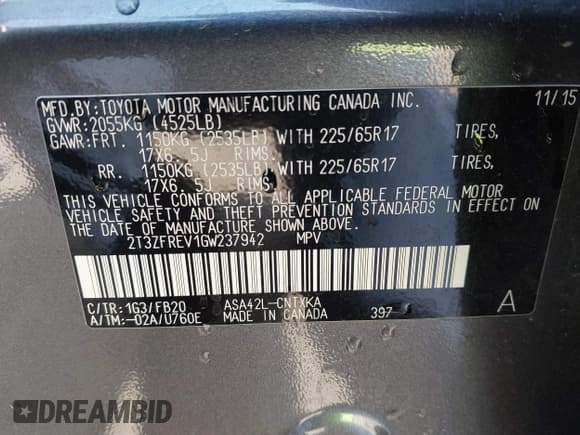 MFD.BY:TOYOTA MOTOR MANUFACTURING CANADA INC. 11/15
GVWR:2055KG (4525LB)
GAWR:FRT. 1150KG (2535LB) WITH 225/65R17 TIRES,
17X6.5J RIMS,
RR. 1150KG (2535LB) WITH 225/65R17 TIRES,
17X6.5J RIMS,
THIS VEHICLE CONFORMS TO ALL APPLICABLE FEDERAL MOTOR
VEHICLE SAFETY AND THEFT PREVENTION STANDARDS IN EFFECT ON
THE DATE OF MANUFACTURE SHOWN ABOVE.
2T3ZFREV1GW237942 MPV
C/TR:1G3/FB20 ASA42L-CNTXKA A
A/TM:-02A/U760E MADE IN CANADA 397
DREAMBID